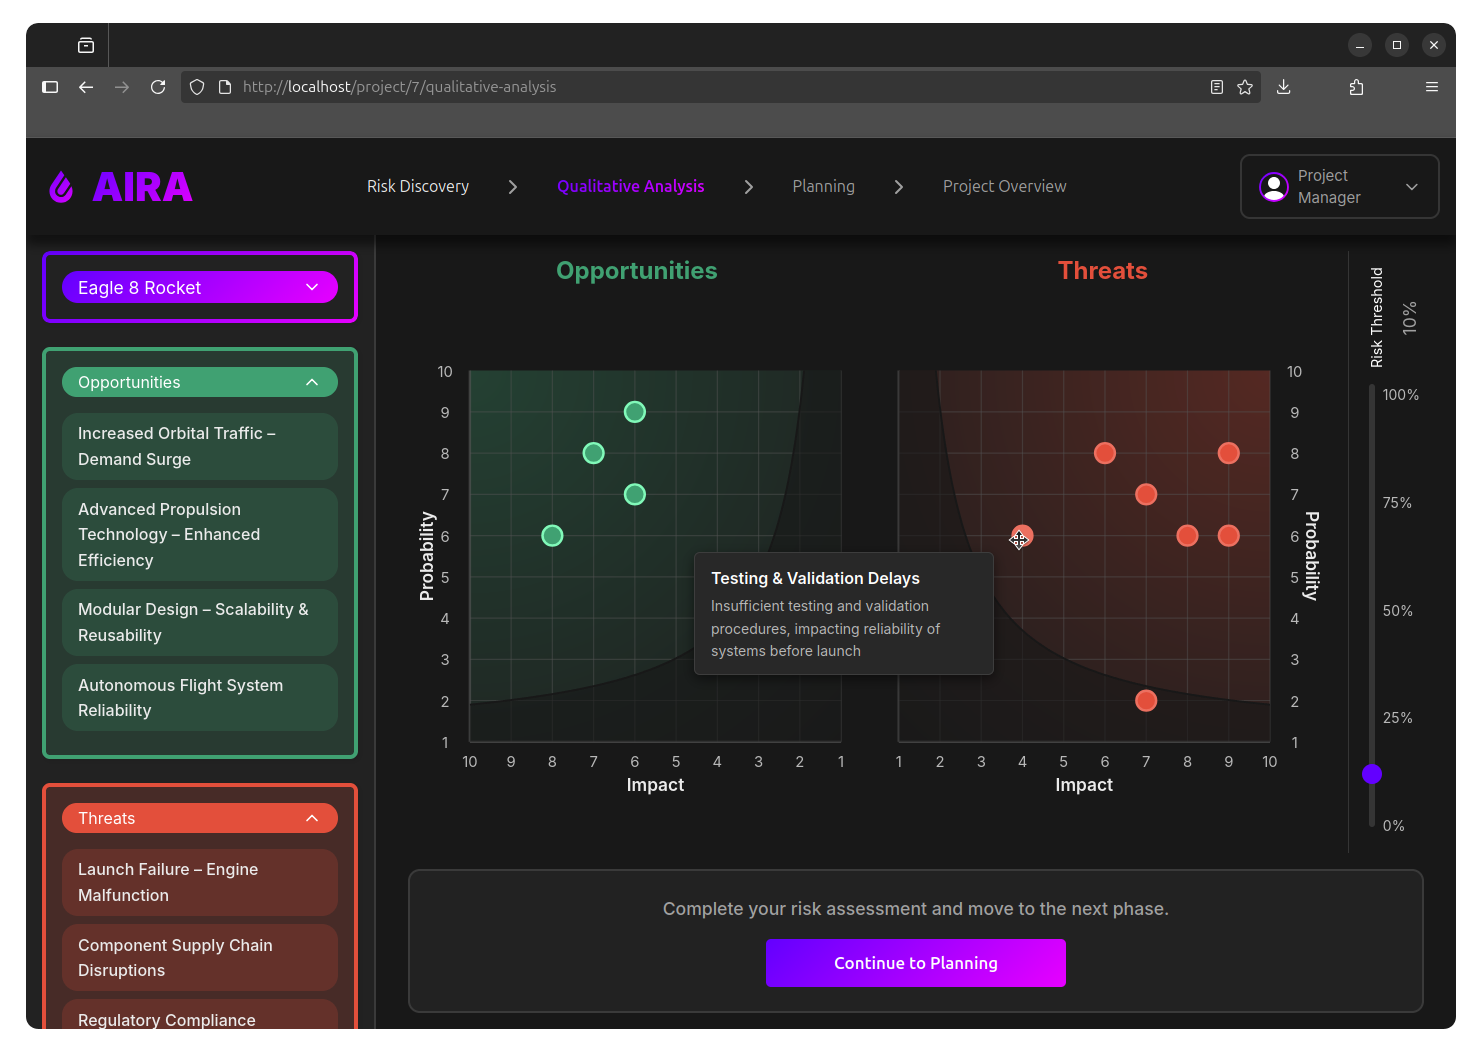 http://localhost/project/7/qualitative-analysis
AIRA
Risk Discovery
Qualitative Analysis
Planning
Project Overview
Project
Manager
Eagle 8 Rocket
Opportunities
Increased Orbital Traffic –
Demand Surge
Advanced Propulsion
Technology – Enhanced
Efficiency
Modular Design – Scalability &
Reusability
Autonomous Flight System
Reliability
Threats
Launch Failure – Engine
Malfunction
Component Supply Chain
Disruptions
Regulatory Compliance
Opportunities
Probability
10
9
8
7
6
5
4
3
2
1
10 9 8 7 6 5 4 3 2 1
Impact
Threats
10
9
8
7
6
5
4
3
2
1
Probability
1 2 3 4 5 6 7 8 9 10
Impact
Testing & Validation Delays
Insufficient testing and validation
procedures, impacting reliability of
systems before launch
Risk Threshold
10%
100%
75%
50%
25%
0%
Complete your risk assessment and move to the next phase.
Continue to Planning